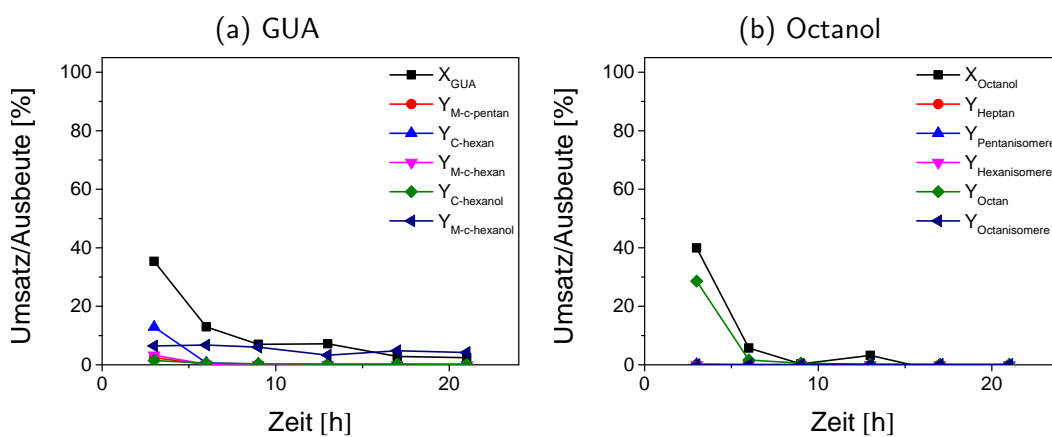 (a) GUA
Umsatz/Ausbeute [%]
100
80
60
40
20
0
X_GUA
Y_M-c-pentan
Y_C-hexan
Y_M-c-hexan
Y_C-hexanol
Y_M-c-hexanol
0 10 20
Zeit [h]
(b) Octanol
Umsatz/Ausbeute [%]
100
80
60
40
20
0
X_Octanol
Y_Heptan
Y_Pentanisomere
Y_Hexanisomere
Y_Octan
Y_Octanisomere
0 10 20
Zeit [h]